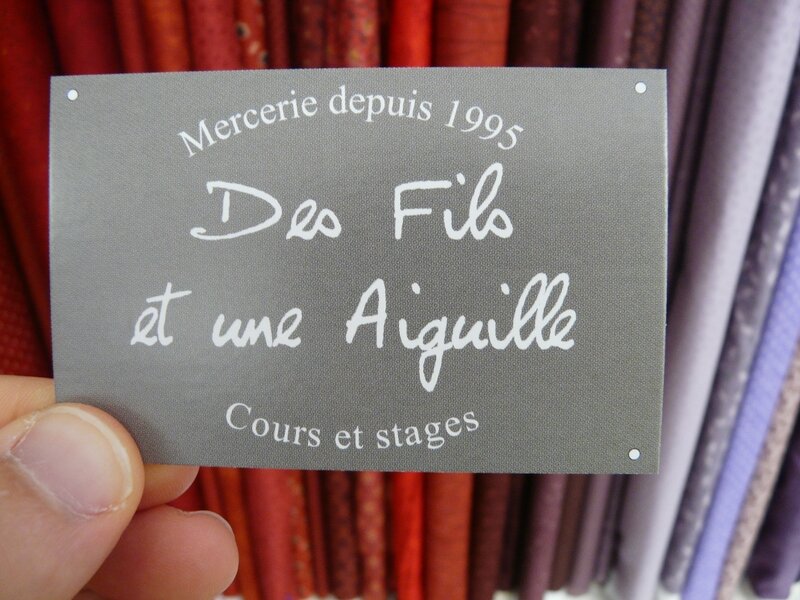 Mercerie depuis 1995
Des Fils
et une Aiguille
Cours et stages